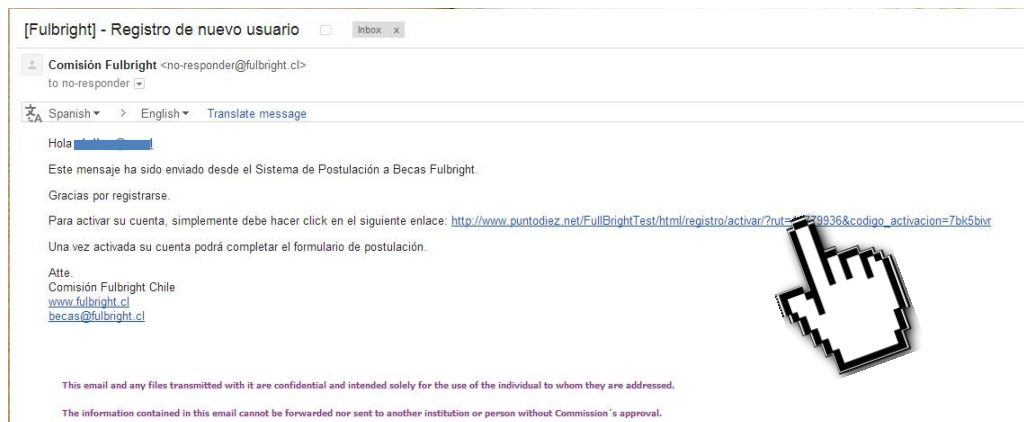 [Fulbright] - Registro de nuevo usuario Inbox x
Comisión Fulbright <no-responder@fulbright.cl>
to no-responder
Spanish > English Translate message
Hola
Este mensaje ha sido enviado desde el Sistema de Postulación a Becas Fulbright.
Gracias por registrarse.
Para activar su cuenta, simplemente debe hacer click en el siguiente enlace: http://www.puntodiez.net/FullBrightTest/html/registro/activar/?rut= 79936&codigo_activacion=7bk5bivr
Una vez activada su cuenta podrá completar el formulario de postulación.
Atte.
Comisión Fulbright Chile
www.fulbright.cl
becas@fulbright.cl
This email and any files transmitted with it are confidential and intended solely for the use of the individual to whom they are addressed.
The information contained in this email cannot be forwarded nor sent to another institution or person without Commission´s approval.